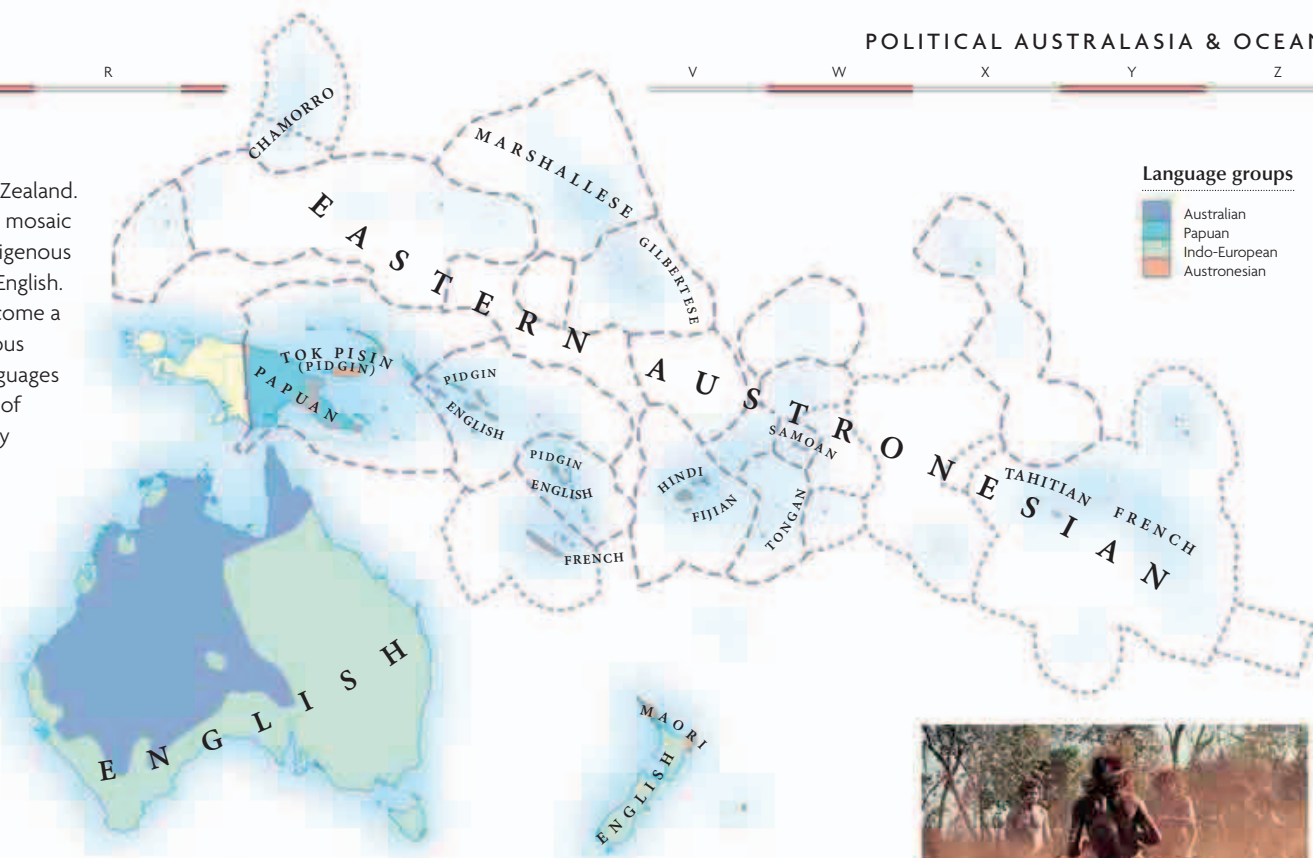 POLITICAL AUSTRALASIA & OCEAN
R
V
W
X
Y
Z
Zealand.
mosaic
igenous
English.
come a
ous
guages
of
y
Language groups
Australian
Papuan
Indo-European
Austronesian
CHAMORRO
MARSHALLESE
GILBERTESE
EASTERN AUSTRONESIAN
TOK PISIN
(PIDGIN)
PAPUAN
PIDGIN
ENGLISH
PIDGIN
ENGLISH
FRENCH
HINDI
FIJIAN
SAMOAN
TONGAN
TAHITIAN
FRENCH
ENGLISH
MAORI
ENGLISH